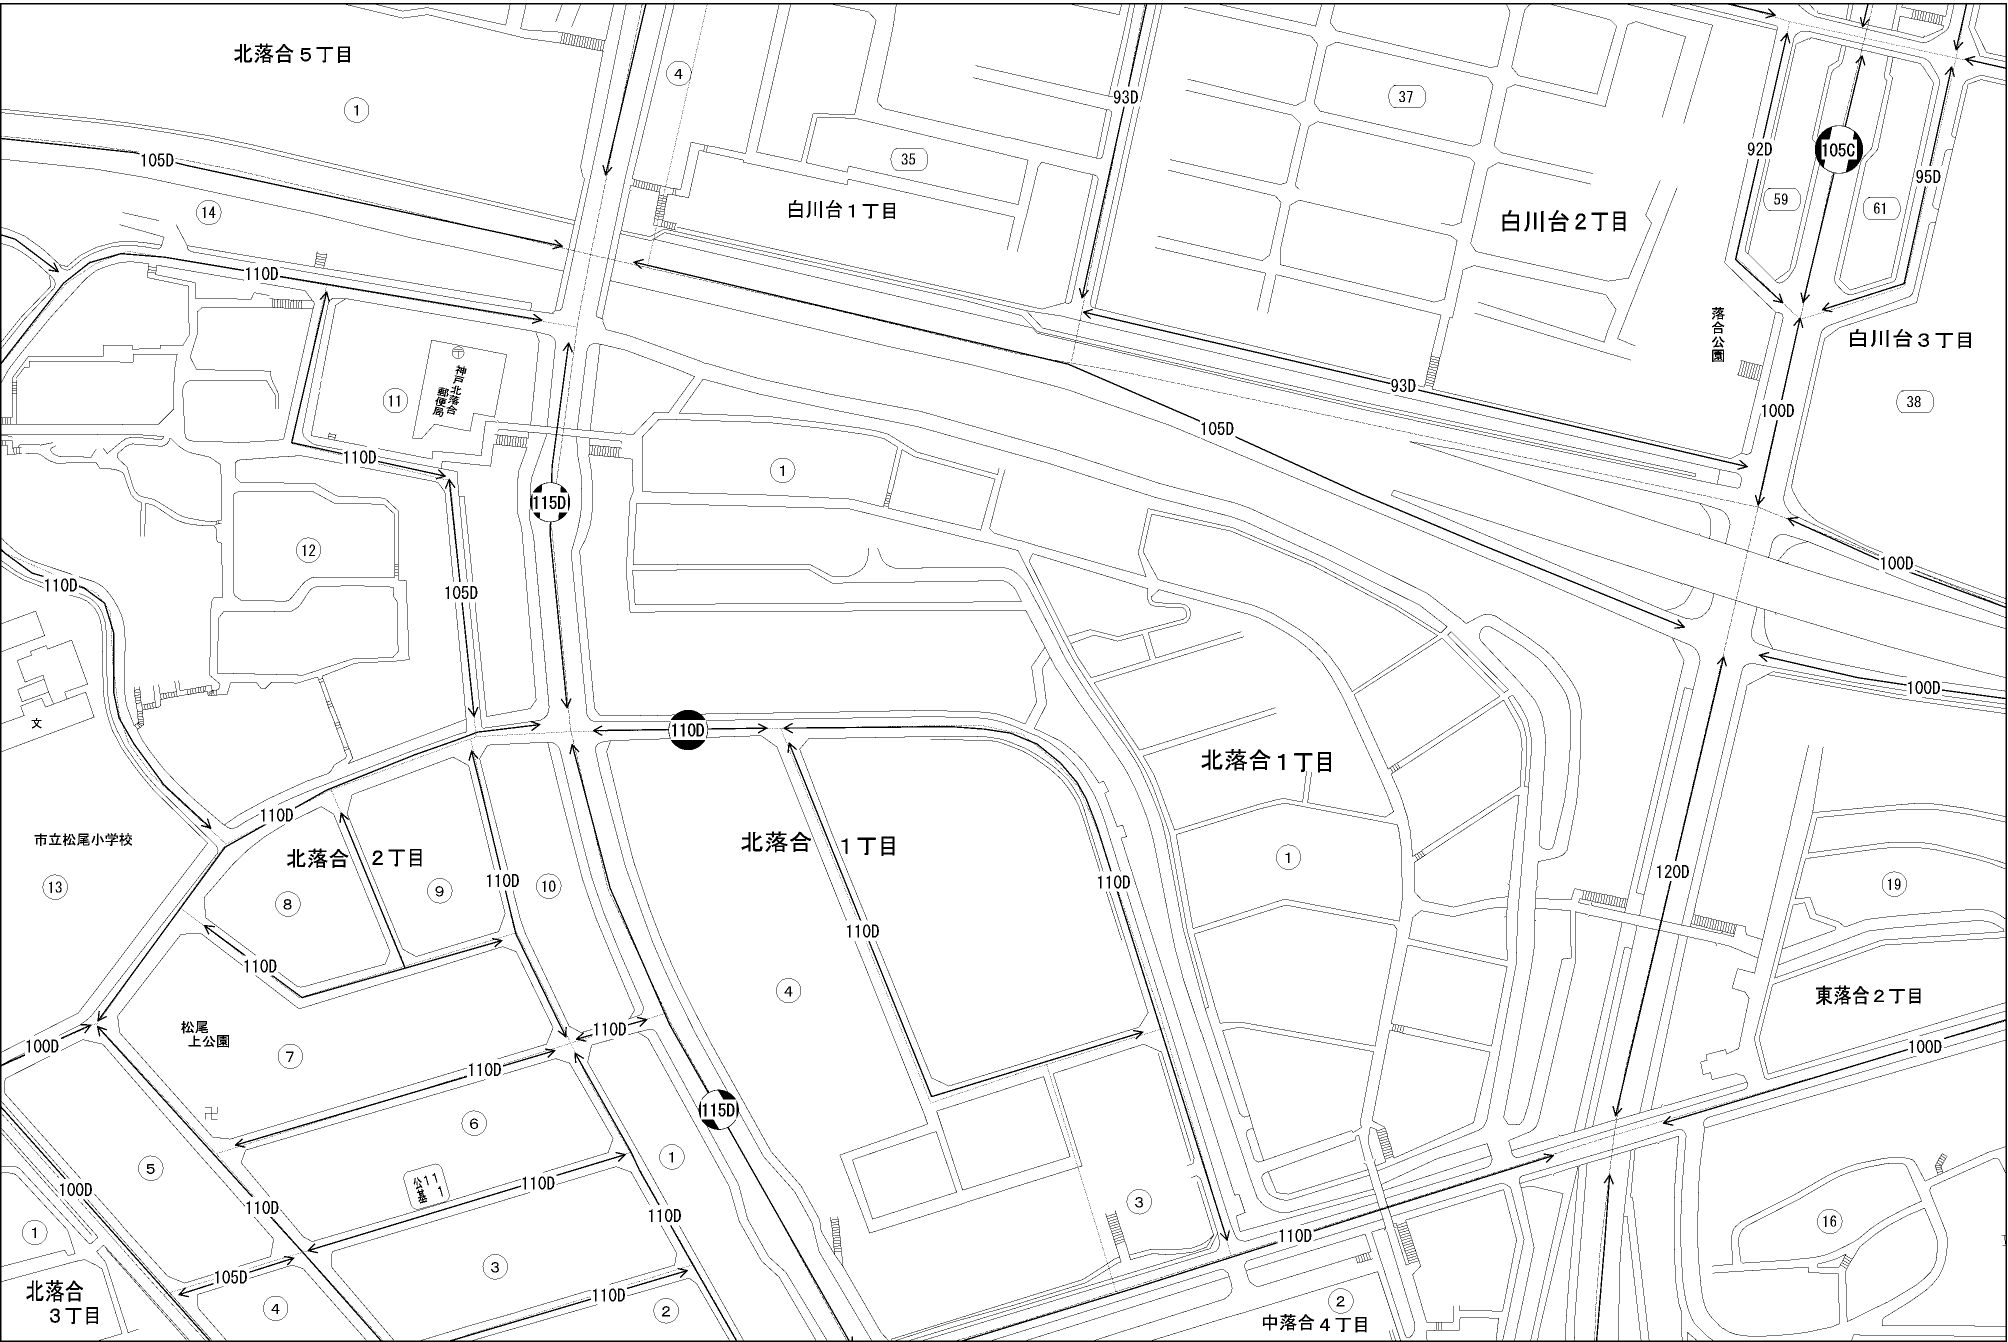 北落合5丁目
1
4
93D
37
92D
105C
95D
105D
35
14
白川台1丁目
白川台2丁目
59
61
110D
落合公園
白川台3丁目
神戸北落合
郵便局
11
93D
38
100D
105D
110D
1
115D
12
100D
110D
105D
100D
文
110D
北落合1丁目
110D
市立松尾小学校
北落合 2丁目
北落合 1丁目
13
8
9
110D
10
110D
1
120D
19
110D
110D
4
東落合2丁目
松尾
上公園
7
100D
110D
110D
100D
卍
6
115D
5
公11
基 1
110D
1
100D
110D
110D
3
16
1
110D
105D
3
北落合
3丁目
4
110D
2
2
中落合4丁目